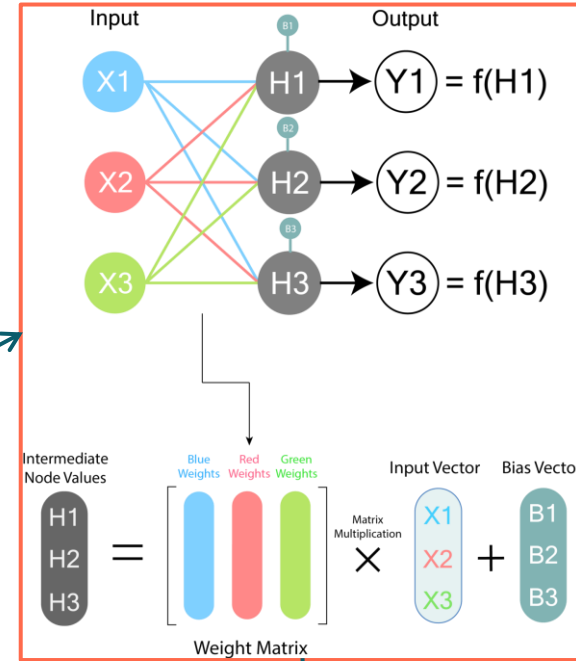 Input
Output
B1
X1
H1
Y1 = f(H1)
B2
X2
H2
Y2 = f(H2)
B3
X3
H3
Y3 = f(H3)
Intermediate
Node Values
Blue
Weights
Red
Weights
Green
Weights
Input Vector
Bias Vecto
H1
H2
H3
=
Matrix
Multiplication
×
X1
X2
X3
+
B1
B2
B3
Weight Matrix